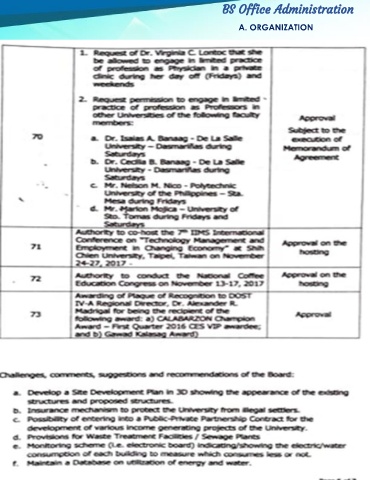 BS Office Administration
A. ORGANIZATION
1. Request of Dr. Virginia C. Lontoc that she
be allowed to engage in limited practice
of profession as Physician in a private
clinic during her day off (Fridays) and
weekends
2. Request permission to engage in limited
practice of profession as Professors in
other Universities of the following faculty
members:
70
a. Dr. Isaias A. Banaag - De La Salle
University – Dasmariñas during
Saturdays
b. Dr. Cecilia B. Banaag - De La Salle
University - Dasmariñas during
Saturdays
c. Mr. Nelson M. Nico - Polytechnic
University of the Philippines – Sta.
Mesa during Fridays
d. Mr. Marlon Mojica – University of
Sto. Tomas during Fridays and
Saturdays
Approval
Subject to the
execution of
Memorandum of
Agreement
71
Authority to co-host the 7th IIMS International
Conference on "Technology Management and
Employment in Changing Economy" at Shih
Chien University, Taipei, Taiwan on November
24-27, 2017
Approval on the
hosting
72
Authority to conduct the National Coffee
Education Congress on November 13-17, 2017
Approval on the
hosting
73
Awarding of Plaque of Recognition to DOST
IV-A Regional Director, Dr. Alexander R.
Madrigal for being the recipient of the
following award: a) CALABARZON Champion
Award – First Quarter 2016 CES VIP awardee;
and b) Gawad Kalasag Award)
Approval
Challenges, comments, suggestions and recommendations of the Board:
a. Develop a Site Development Plan in 3D showing the appearance of the existing
structures and proposed structures.
b. Insurance mechanism to protect the University from illegal settlers.
c. Possibility of entering into a Public-Private Partnership Contract for the
development of various income generating projects of the University.
d. Provisions for Waste Treatment Facilities / Sewage Plants
e. Monitoring scheme (i.e. electronic board) indicating/showing the electric/water
consumption of each building to measure which consumes less or not.
f. Maintain a Database on utilization of energy and water.